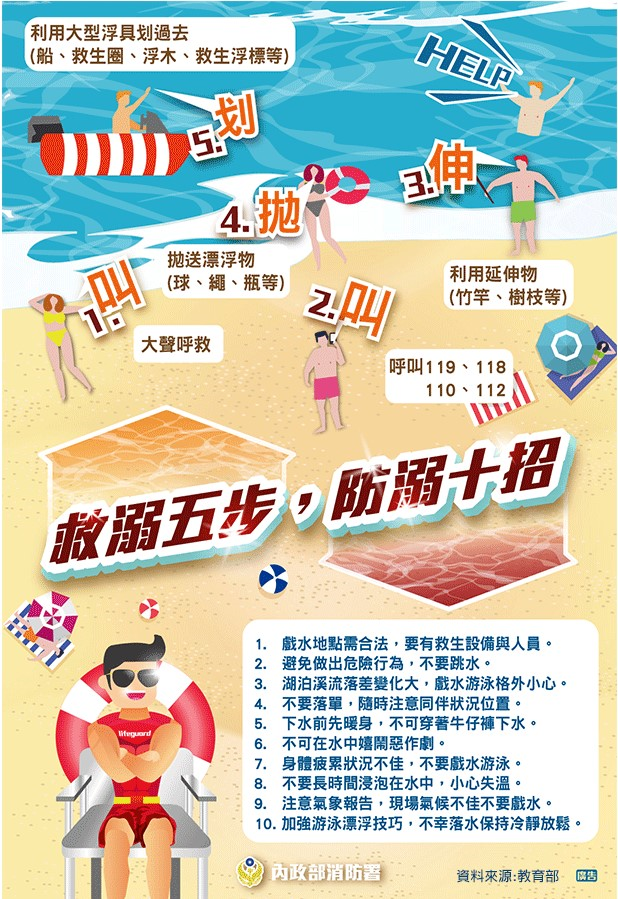 利用大型浮具划過去
(船、救生圈、浮木、救生浮標等)
HELP
5.划
3.伸
4.拋
拋送漂浮物
(球、繩、瓶等)
利用延伸物
(竹竿、樹枝等)
1.叫
2.叫
大聲呼救
呼叫119、118
110、112
救溺五步，防溺十招
1. 戲水地點需合法，要有救生設備與人員。
2. 避免做出危險行為，不要跳水。
3. 湖泊溪流落差變化大，戲水游泳格外小心。
4. 不要落單，隨時注意同伴狀況位置。
5. 下水前先暖身，不可穿著牛仔褲下水。
6. 不可在水中嬉鬧惡作劇。
7. 身體疲累狀況不佳，不要戲水游泳。
8. 不要長時間浸泡在水中，小心失溫。
9. 注意氣象報告，現場氣候不佳不要戲水。
10. 加強游泳漂浮技巧，不幸落水保持冷靜放鬆。
lifeguard
內政部消防署
資料來源:教育部
廣告